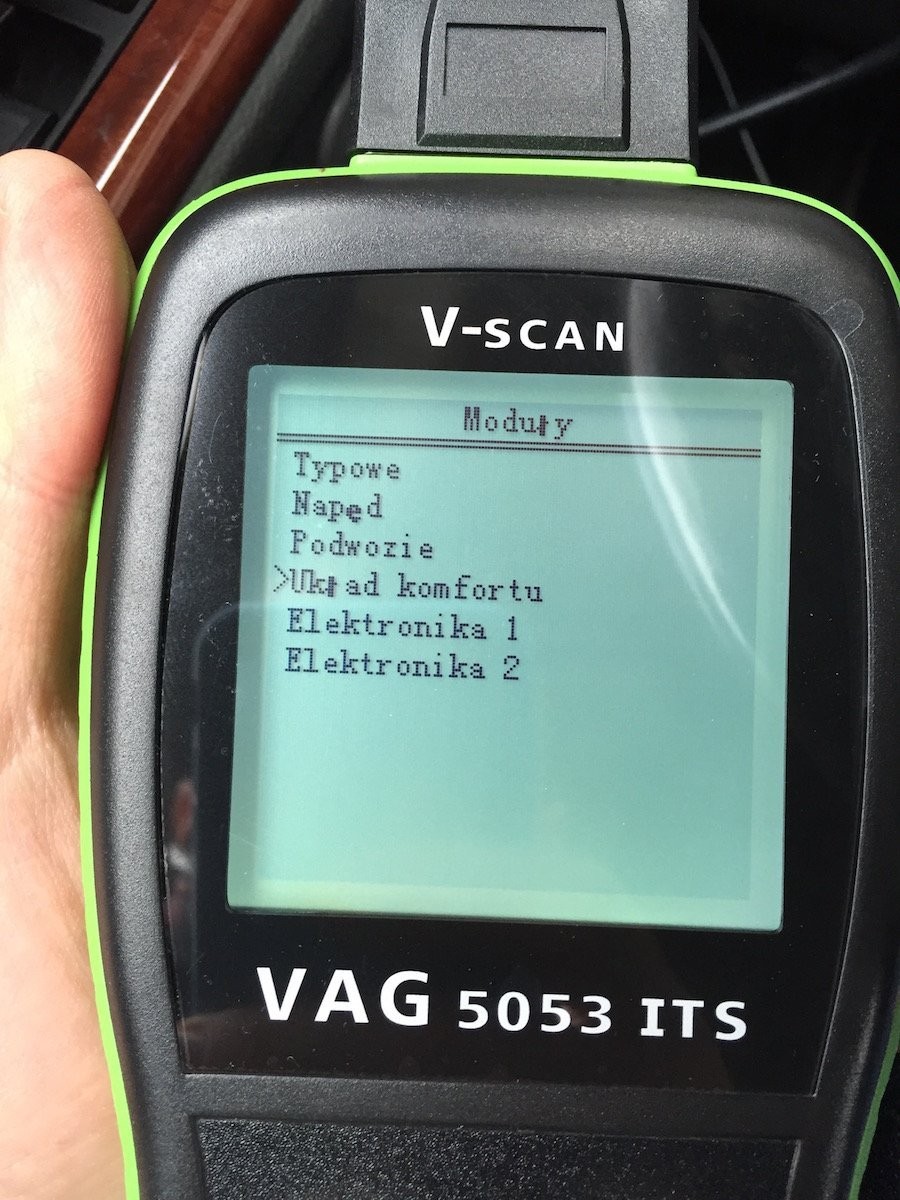 V-SCAN
Moduły
Typowe
Napęd
Podwozie
>Układ komfortu
Elektronika 1
Elektronika 2
VAG 5053 ITS